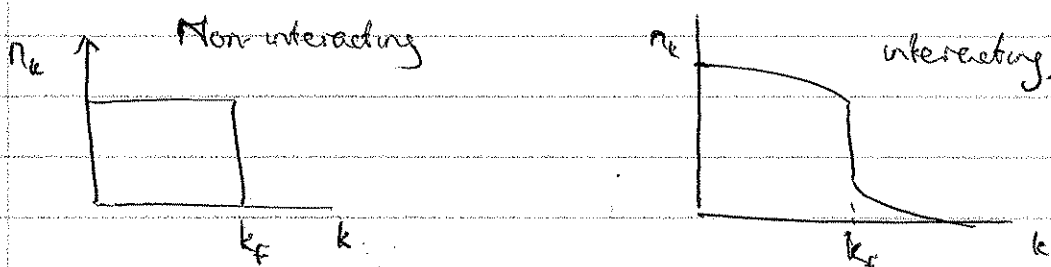 Non-interacting
n_k
k_f
k
interacting.
n_k
k_f
k